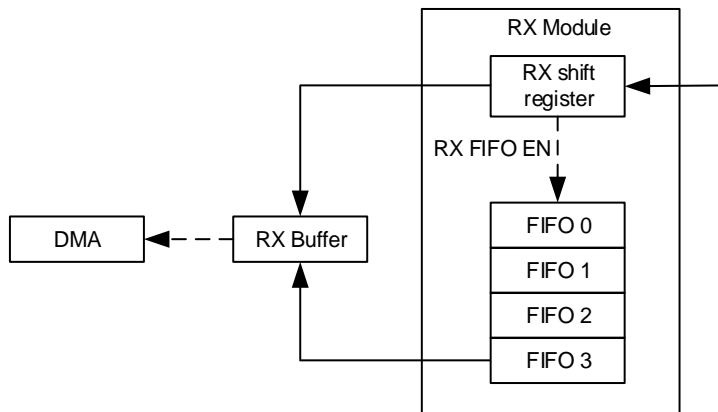 RX Module
RX shift
register
RX FIFO EN
FIFO 0
DMA
RX Buffer
FIFO 1
FIFO 2
FIFO 3